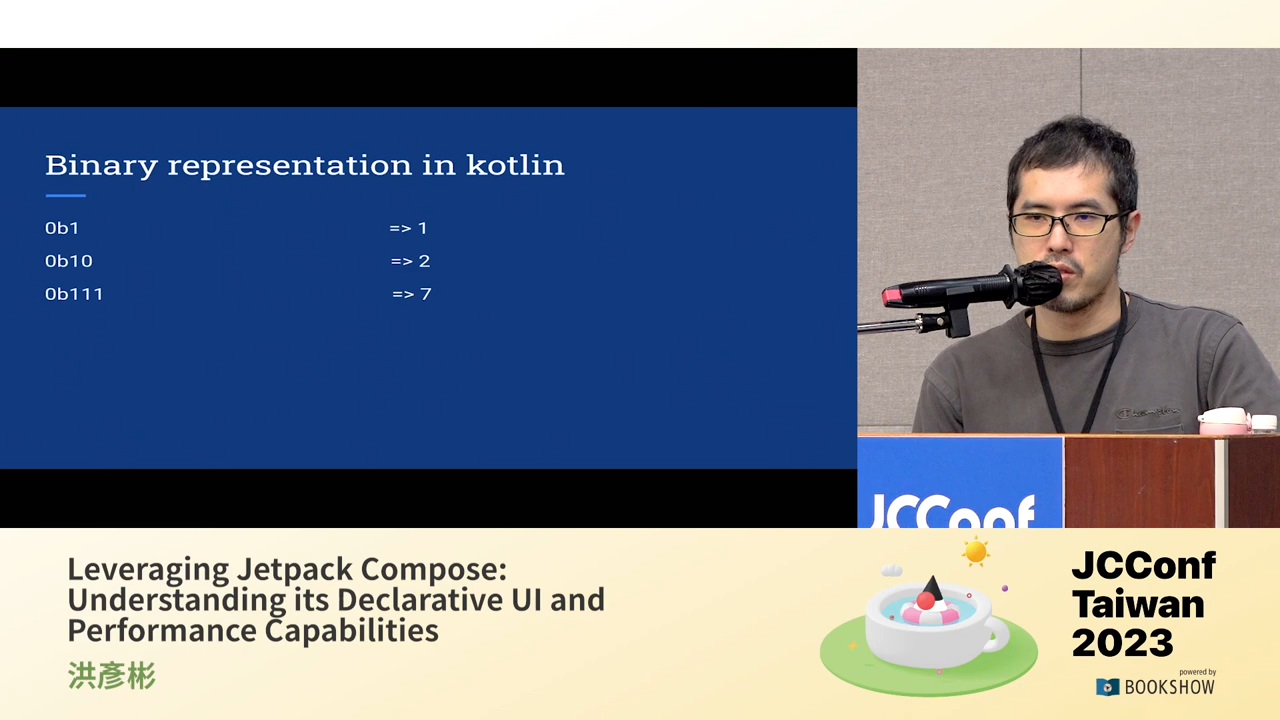 Binary representation in kotlin
0b1 => 1
0b10 => 2
0b111 => 7
Champion
JCConf
Leveraging Jetpack Compose:
Understanding its Declarative UI and
Performance Capabilities
洪彥彬
JCConf
Taiwan
2023
powered by
BOOKSHOW